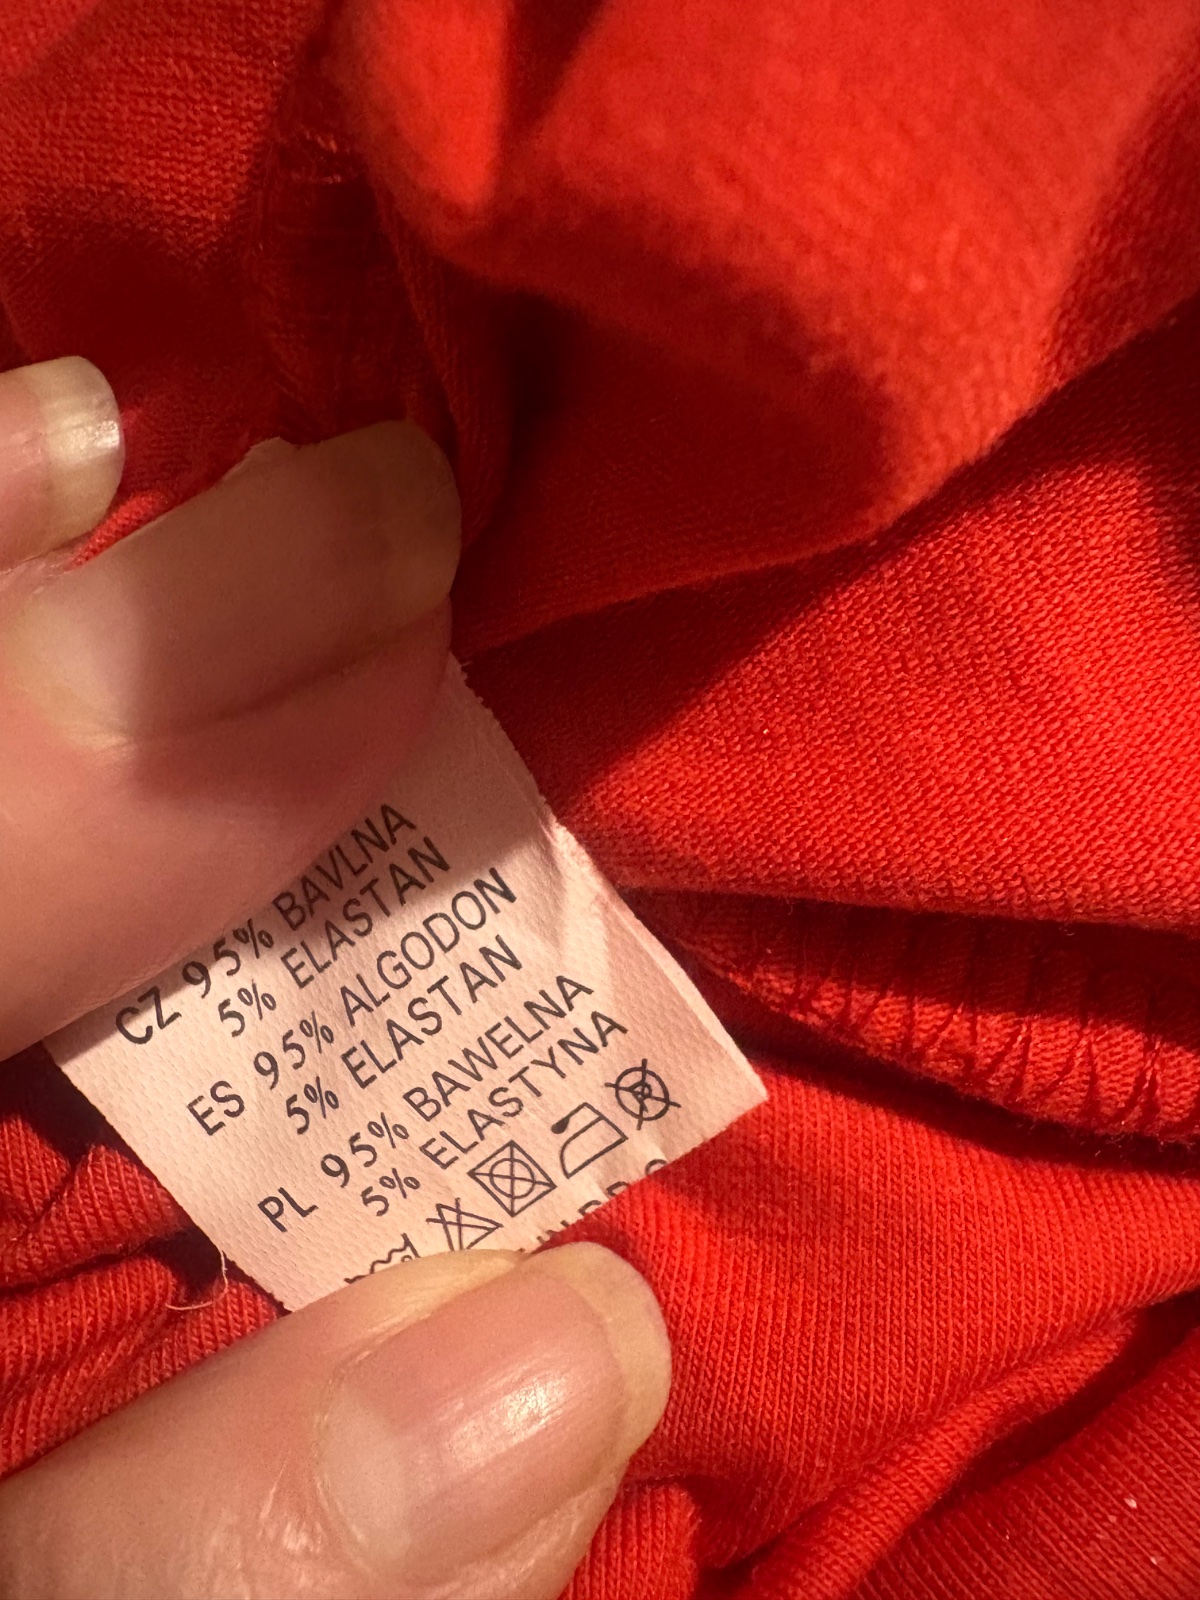 CZ 95% BAVLNA
5% ELASTAN
ES 95% ALGODON
5% ELASTAN
PL 95% BAWELNA
5% ELASTYNA
P